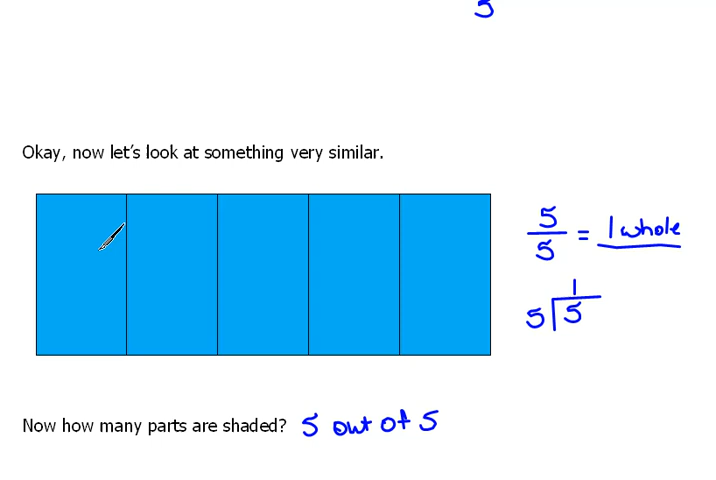 5
Okay, now let's look at something very similar.
5/5 = 1 whole
1
5)5
Now how many parts are shaded? 5 out of 5